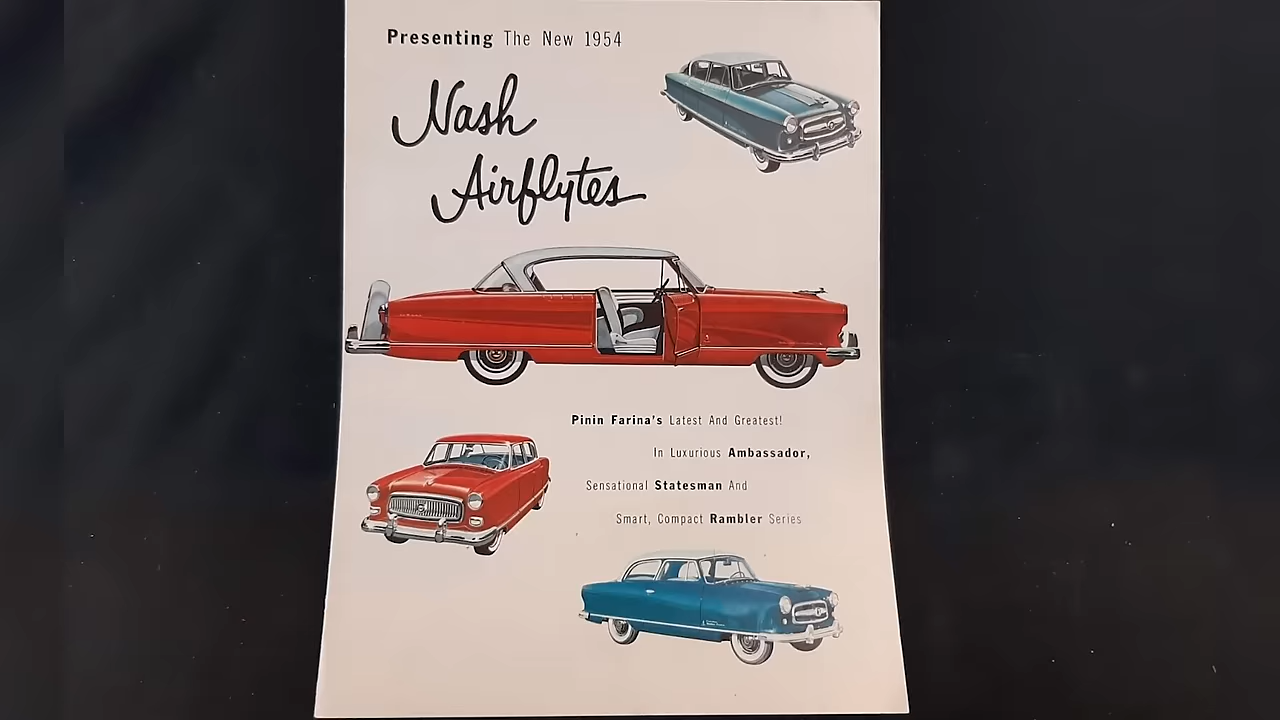 Presenting The New 1954
Nash
Airflytes
Pinin Farina's Latest And Greatest!
In Luxurious Ambassador,
Sensational Statesman And
Smart, Compact Rambler Series